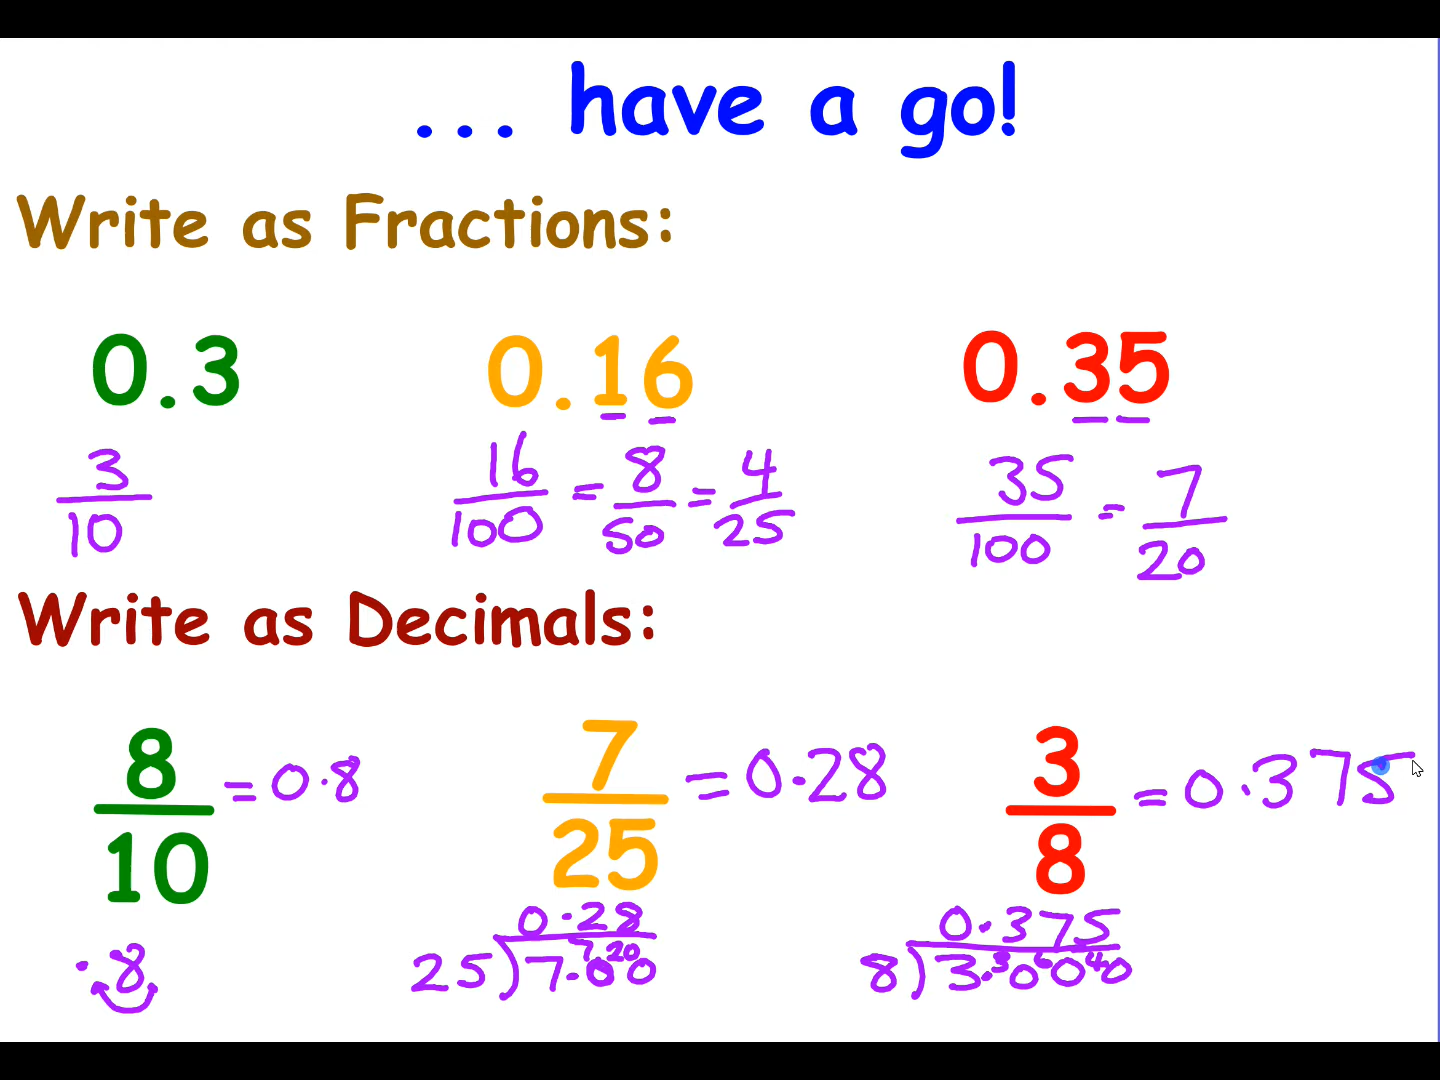 ... have a go!
Write as Fractions:
0.3 0.16 0.35
3/10 16/100 = 8/50 = 4/25 35/100 = 7/20
Write as Decimals:
8/10 = 0.8 7/25 = 0.28 3/8 = 0.375
.8 0.28 0.375
25)7.⁷0²⁰0 8)3.³0⁶0⁴0